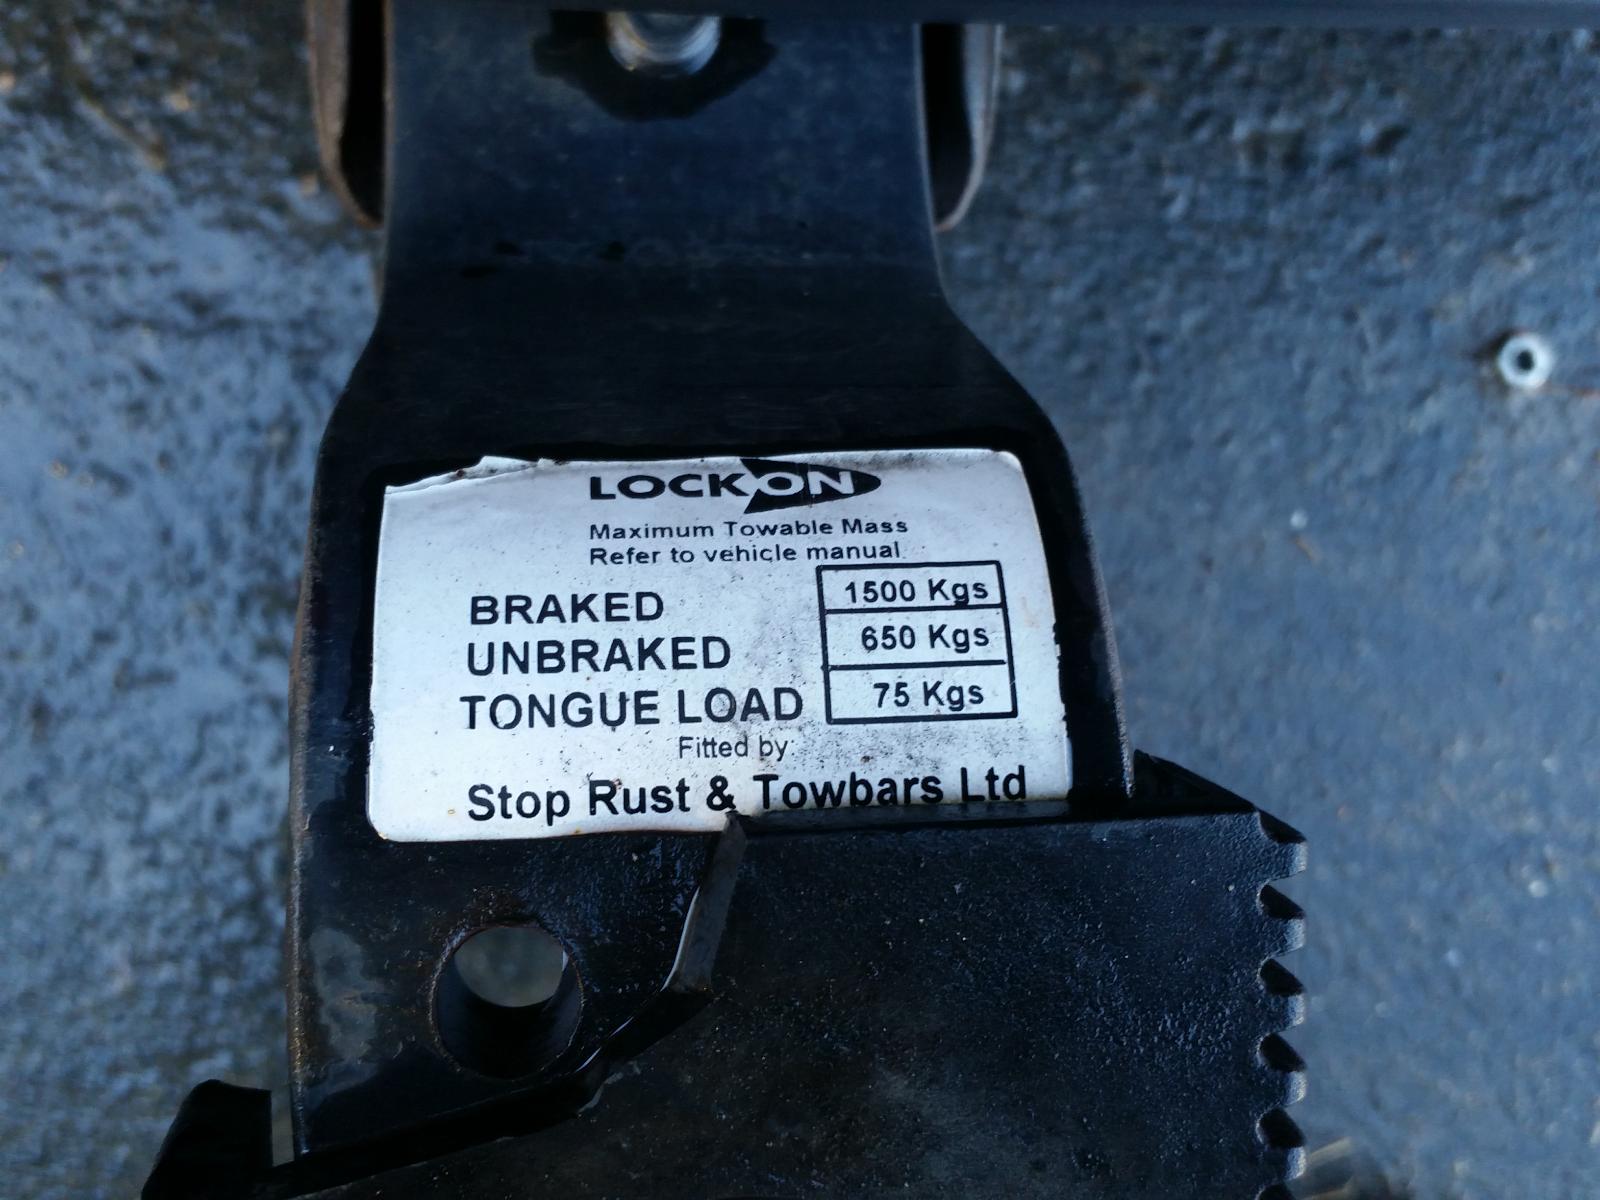 LOCKON
Maximum Towable Mass
Refer to vehicle manual.
BRAKED 1500 Kgs
UNBRAKED 650 Kgs
TONGUE LOAD 75 Kgs
Fitted by:
Stop Rust & Towbars Ltd